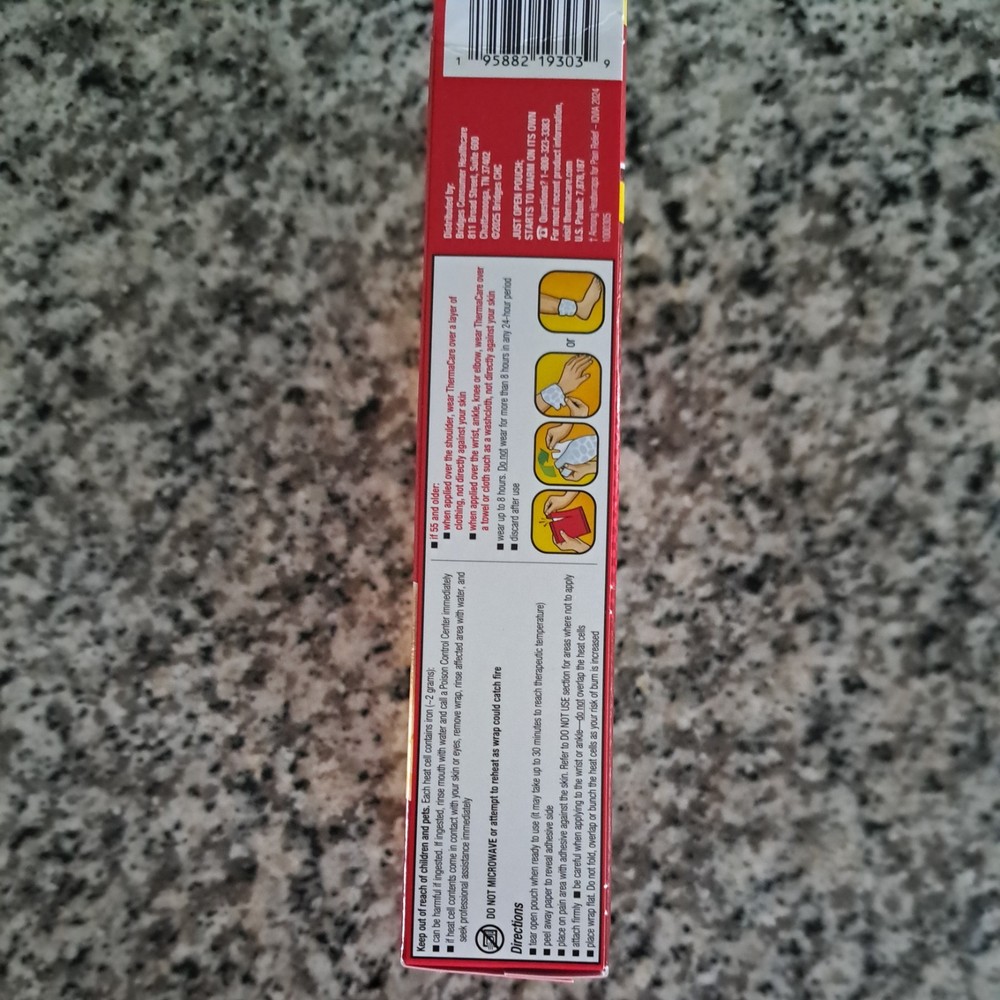 Keep out of reach of children and pets. Each heat cell contains iron (~2 grams):
■ can be harmful if ingested. If ingested, rinse mouth with water and call a Poison Control Center immediately
■ if heat cell contents come in contact with your skin or eyes, remove wrap, rinse affected area with water, and
seek professional assistance immediately
DO NOT MICROWAVE or attempt to reheat as wrap could catch fire
Directions
■ tear open pouch when ready to use (it may take up to 30 minutes to reach therapeutic temperature)
■ peel away paper to reveal adhesive side
■ place on pain area with adhesive against the skin. Refer to DO NOT USE section for areas where not to apply
■ attach firmly ■ be careful when applying to the wrist or ankle—do not overlap the heat cells
■ place wrap flat. Do not fold, overlap or bunch the heat cells as your risk of burn is increased
■ if 55 and older:
■ when applied over the shoulder, wear ThermaCare over a layer of
clothing, not directly against your skin
■ when applied over the wrist, ankle, knee or elbow, wear ThermaCare over
a towel or cloth such as a washcloth, not directly against your skin
■ wear up to 8 hours. Do not wear for more than 8 hours in any 24-hour period
■ discard after use
or
Distributed by:
Bridges Consumer Healthcare
811 Broad Street, Suite 600
Chattanooga, TN 37402
©2025 Bridges CHC
JUST OPEN POUCH;
STARTS TO WARM ON ITS OWN
☎ Questions? 1-800-323-3383
For most recent product information,
visit thermacare.com
U.S. Patent: 7,878,187
† Among Heatwraps for Pain Relief - IQVIA 2024
1 95882 19303 9